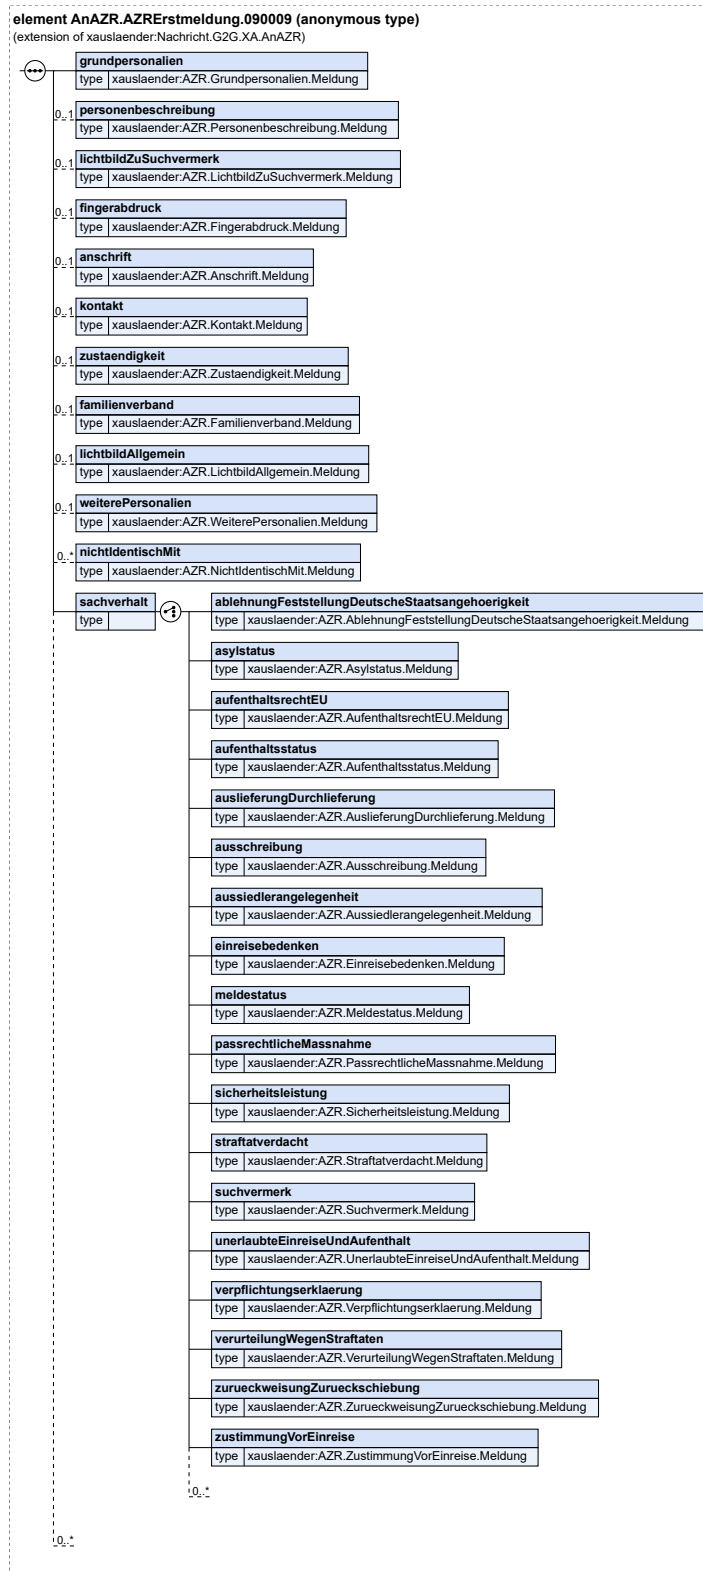 element AnAZR.AZRErstmeldung.090009 (anonymous type)
(extension of xauslaender:Nachricht.G2G.XA.AnAZR)
grundpersonalien
type xauslaender:AZR.Grundpersonalien.Meldung
0..1 personenbeschreibung
type xauslaender:AZR.Personenbeschreibung.Meldung
0..1 lichtbildZuSuchvermerk
type xauslaender:AZR.LichtbildZuSuchvermerk.Meldung
0..1 fingerabdruck
type xauslaender:AZR.Fingerabdruck.Meldung
0..1 anschrift
type xauslaender:AZR.Anschrift.Meldung
0..1 kontakt
type xauslaender:AZR.Kontakt.Meldung
0..1 zustaendigkeit
type xauslaender:AZR.Zustaendigkeit.Meldung
0..1 familienverband
type xauslaender:AZR.Familienverband.Meldung
0..1 lichtbildAllgemein
type xauslaender:AZR.LichtbildAllgemein.Meldung
0..1 weiterePersonalien
type xauslaender:AZR.WeiterePersonalien.Meldung
0..* nichtIdentischMit
type xauslaender:AZR.NichtIdentischMit.Meldung
sachverhalt
type
ablehnungFeststellungDeutscheStaatsangehoerigkeit
type xauslaender:AZR.AblehnungFeststellungDeutscheStaatsangehoerigkeit.Meldung
asylstatus
type xauslaender:AZR.Asylstatus.Meldung
aufenthaltsrechtEU
type xauslaender:AZR.AufenthaltsrechtEU.Meldung
aufenthaltsstatus
type xauslaender:AZR.Aufenthaltsstatus.Meldung
auslieferungDurchlieferung
type xauslaender:AZR.AuslieferungDurchlieferung.Meldung
ausschreibung
type xauslaender:AZR.Ausschreibung.Meldung
aussiedlerangelegenheit
type xauslaender:AZR.Aussiedlerangelegenheit.Meldung
einreisebedenken
type xauslaender:AZR.Einreisebedenken.Meldung
meldestatus
type xauslaender:AZR.Meldestatus.Meldung
passrechtlicheMassnahme
type xauslaender:AZR.PassrechtlicheMassnahme.Meldung
sicherheitsleistung
type xauslaender:AZR.Sicherheitsleistung.Meldung
straftatverdacht
type xauslaender:AZR.Straftatverdacht.Meldung
suchvermerk
type xauslaender:AZR.Suchvermerk.Meldung
unerlaubteEinreiseUndAufenthalt
type xauslaender:AZR.UnerlaubteEinreiseUndAufenthalt.Meldung
verpflichtungserklaerung
type xauslaender:AZR.Verpflichtungserklaerung.Meldung
verurteilungWegenStraftaten
type xauslaender:AZR.VerurteilungWegenStraftaten.Meldung
zurueckweisungZurueckschiebung
type xauslaender:AZR.ZurueckweisungZurueckschiebung.Meldung
zustimmungVorEinreise
type xauslaender:AZR.ZustimmungVorEinreise.Meldung
0..*
0..*